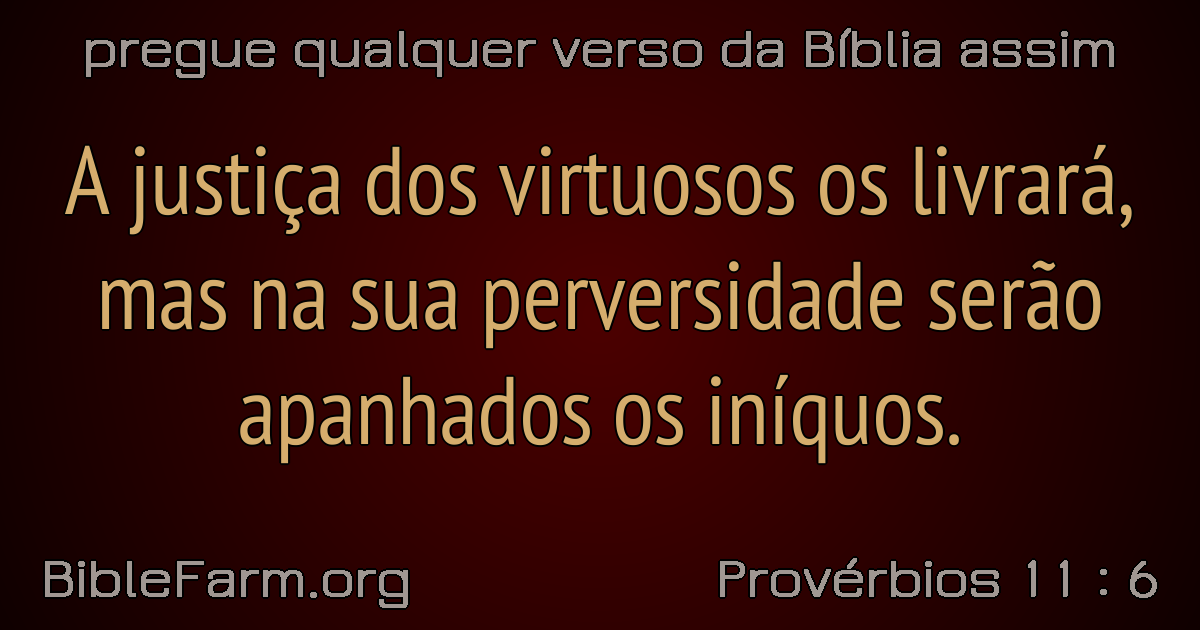 pregue qualquer verso da Bíblia assim
A justiça dos virtuosos os livrará,
mas na sua perversidade serão
apanhados os iníquos.
BibleFarm.org
Provérbios 11 : 6